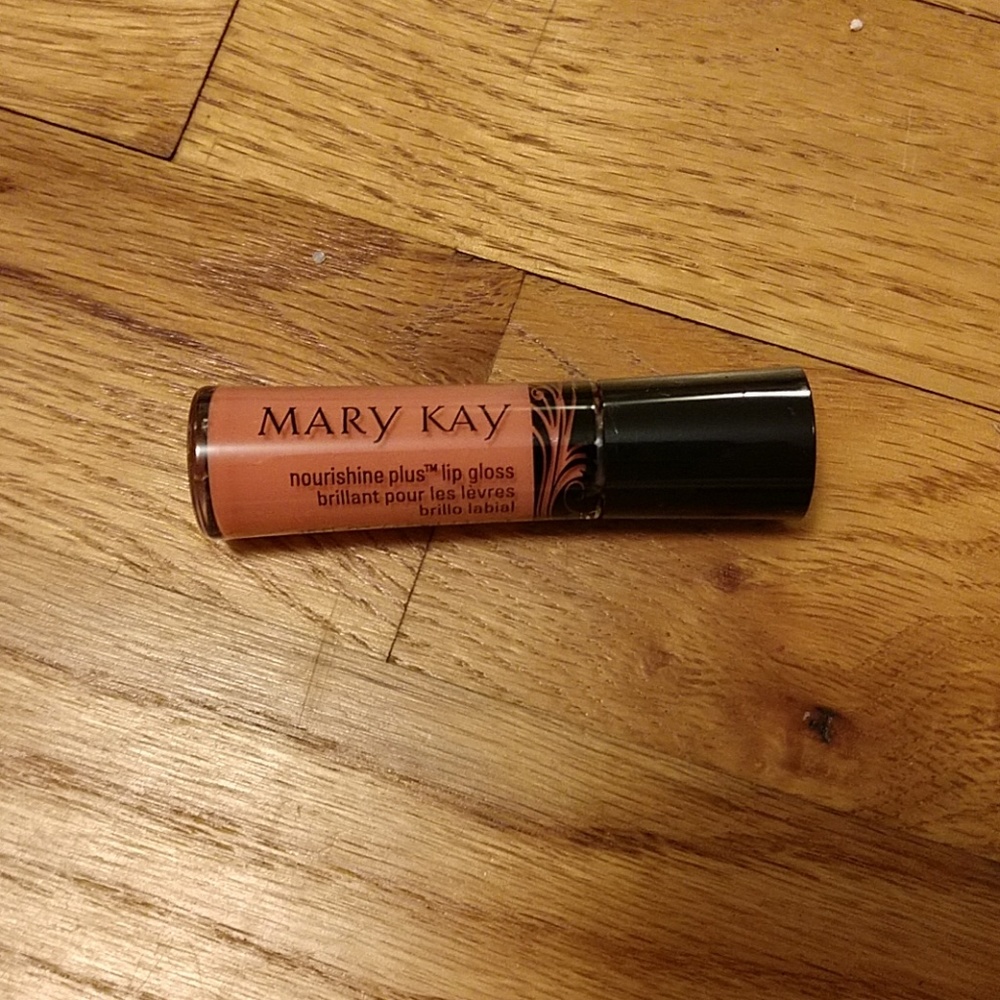 MARY KAY
nourishine plus™ lip gloss
brillant pour les lèvres
brillo labial